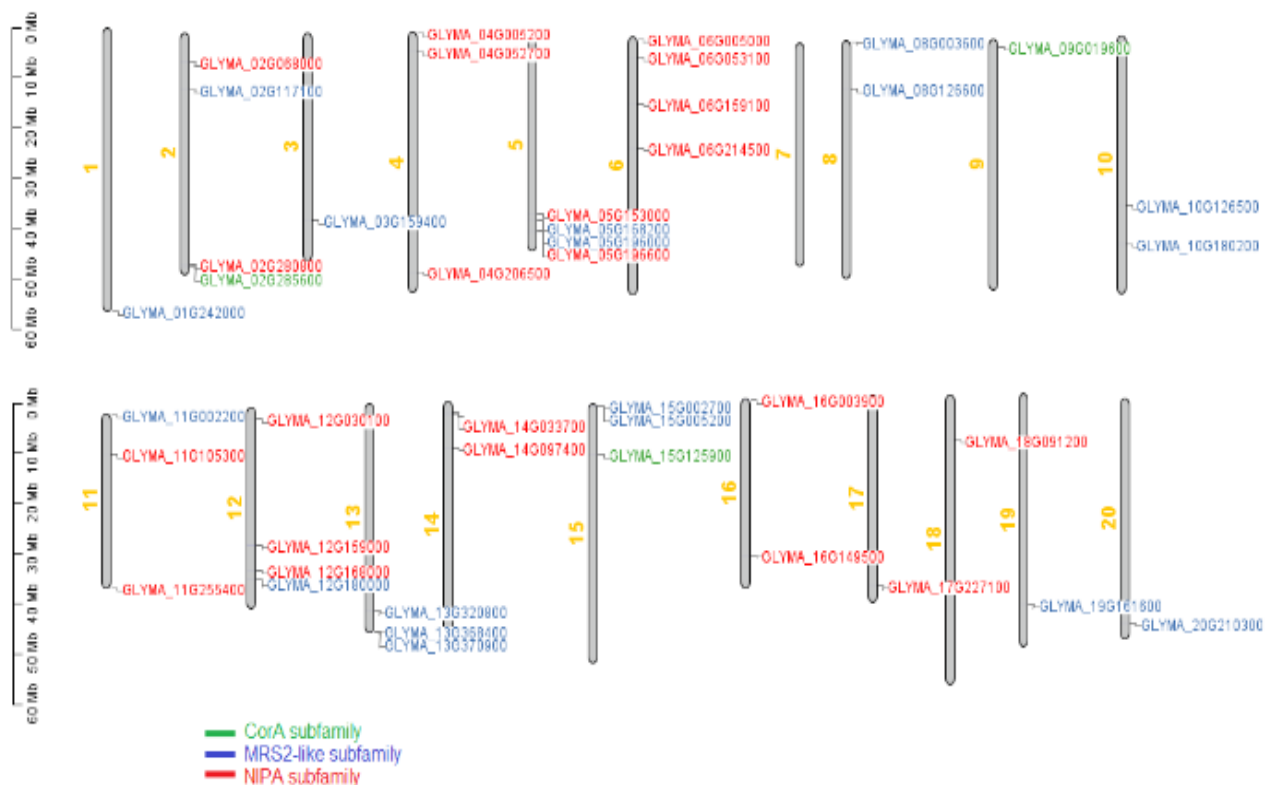 0 Mb
10 Mb
20 Mb
30 Mb
40 Mb
50 Mb
60 Mb
1
GLYMA_01G242000
2
GLYMA_02G068000
GLYMA_02G117100
GLYMA_02G285600
3
GLYMA_03G159400
4
GLYMA_04G005200
GLYMA_04G052700
GLYMA_04G206500
5
GLYMA_05G153000
GLYMA_05G168200
GLYMA_05G196000
GLYMA_05G196600
6
GLYMA_06G005000
GLYMA_06G053100
GLYMA_06G159100
GLYMA_06G214500
7
8
GLYMA_08G003600
GLYMA_08G126600
9
GLYMA_09G019600
10
GLYMA_10G126500
GLYMA_10G180200
0 Mb
10 Mb
20 Mb
30 Mb
40 Mb
50 Mb
60 Mb
11
GLYMA_11G002200
GLYMA_11G105300
GLYMA_11G255400
12
GLYMA_12G030100
GLYMA_12G159000
GLYMA_12G168000
GLYMA_12G180000
13
GLYMA_13G320800
GLYMA_13G368400
GLYMA_13G370900
14
GLYMA_14G033700
GLYMA_14G097400
15
GLYMA_15G002700
GLYMA_15G005200
GLYMA_15G125900
16
GLYMA_16G003900
GLYMA_16G149500
17
GLYMA_17G227100
18
GLYMA_18G091200
19
GLYMA_19G161600
20
GLYMA_20G210300
CorA subfamily
MRS2-like subfamily
NIPA subfamily